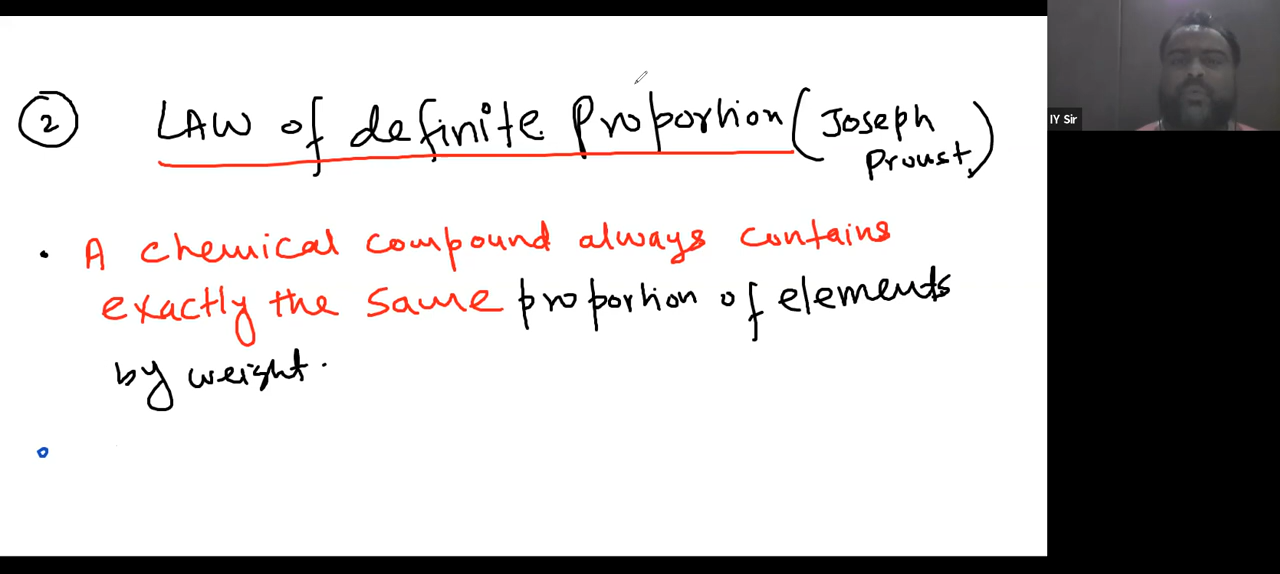 2 LAW of definite Proportion (Joseph Proust)
• A chemical compound always contains
exactly the same proportion of elements
by weight.
IY Sir